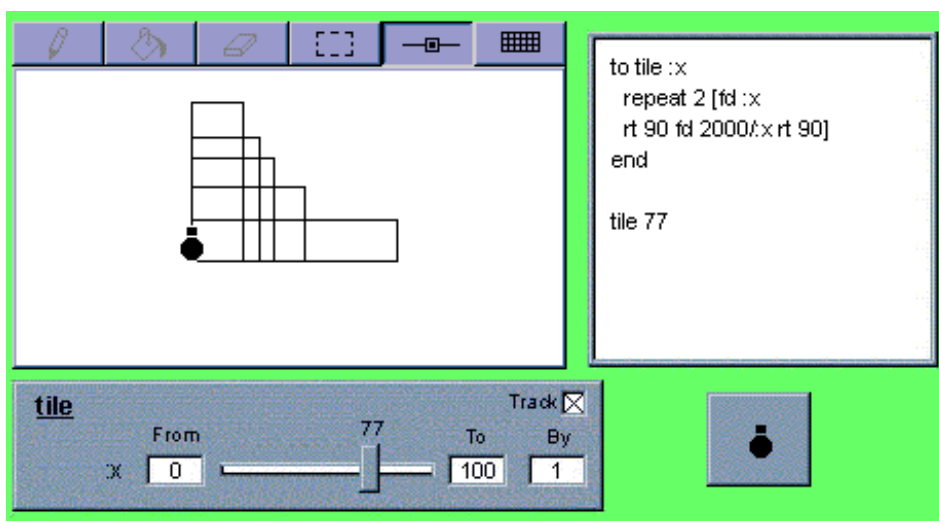 to tile :x
repeat 2 [fd :x
rt 90 fd 2000/:x rt 90]
end
tile 77
tile
Track
From 77 To By
:X 0 100 1